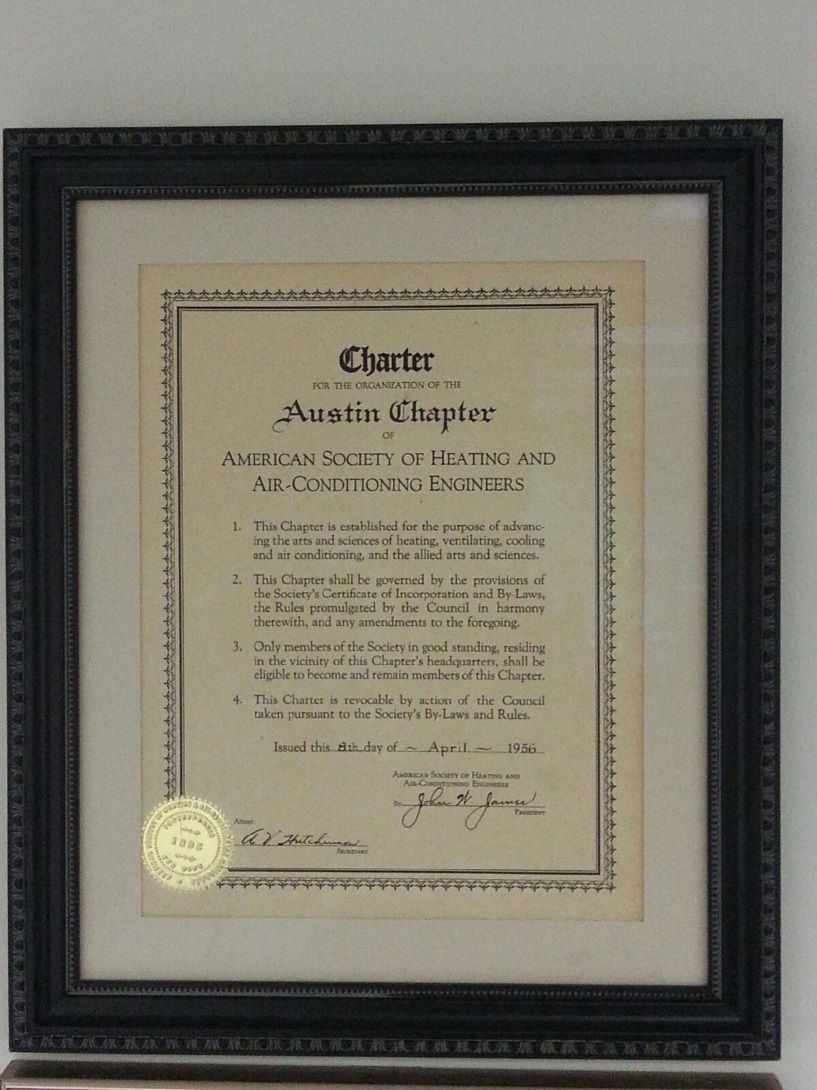 Charter
FOR THE ORGANIZATION OF THE
Austin Chapter
OF
AMERICAN SOCIETY OF HEATING AND
AIR-CONDITIONING ENGINEERS
1. This Chapter is established for the purpose of advanc-
ing the arts and sciences of heating, ventilating, cooling
and air conditioning, and the allied arts and sciences.
2. This Chapter shall be governed by the provisions of
the Society's Certificate of Incorporation and By-Laws,
the Rules promulgated by the Council in harmony
therewith, and any amendments to the foregoing.
3. Only members of the Society in good standing, residing
in the vicinity of this Chapter's headquarters, shall be
eligible to become and remain members of this Chapter.
4. This Charter is revocable by action of the Council
taken pursuant to the Society's By-Laws and Rules.
Issued this 8th day of ~ April ~ 1956
AMERICAN SOCIETY OF HEATING AND
AIR-CONDITIONING ENGINEERS
By John W. James
PRESIDENT
Attest:
A V Hutchinson
SECRETARY
1895